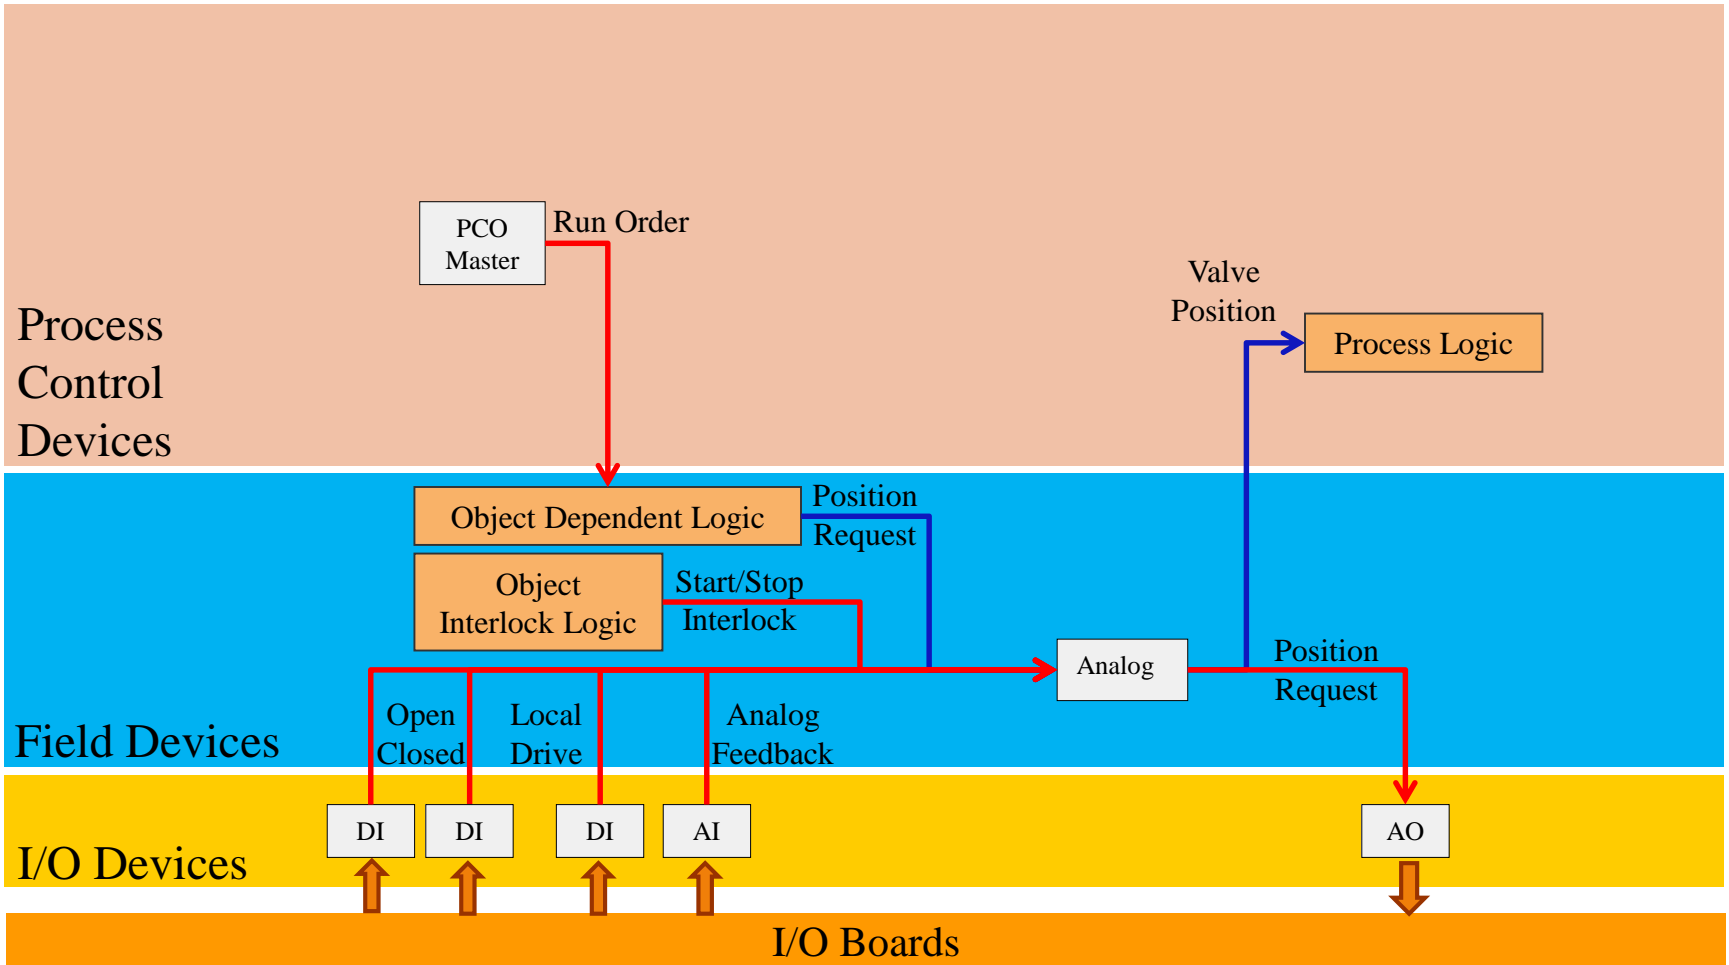 PCO
Master
Run Order
Valve
Position
Process Logic
Process
Control
Devices
Object Dependent Logic
Position
Request
Object
Interlock Logic
Start/Stop
Interlock
Analog
Position
Request
Open
Closed
Local
Drive
Analog
Feedback
Field Devices
DI
DI
DI
AI
AO
I/O Devices
I/O Boards